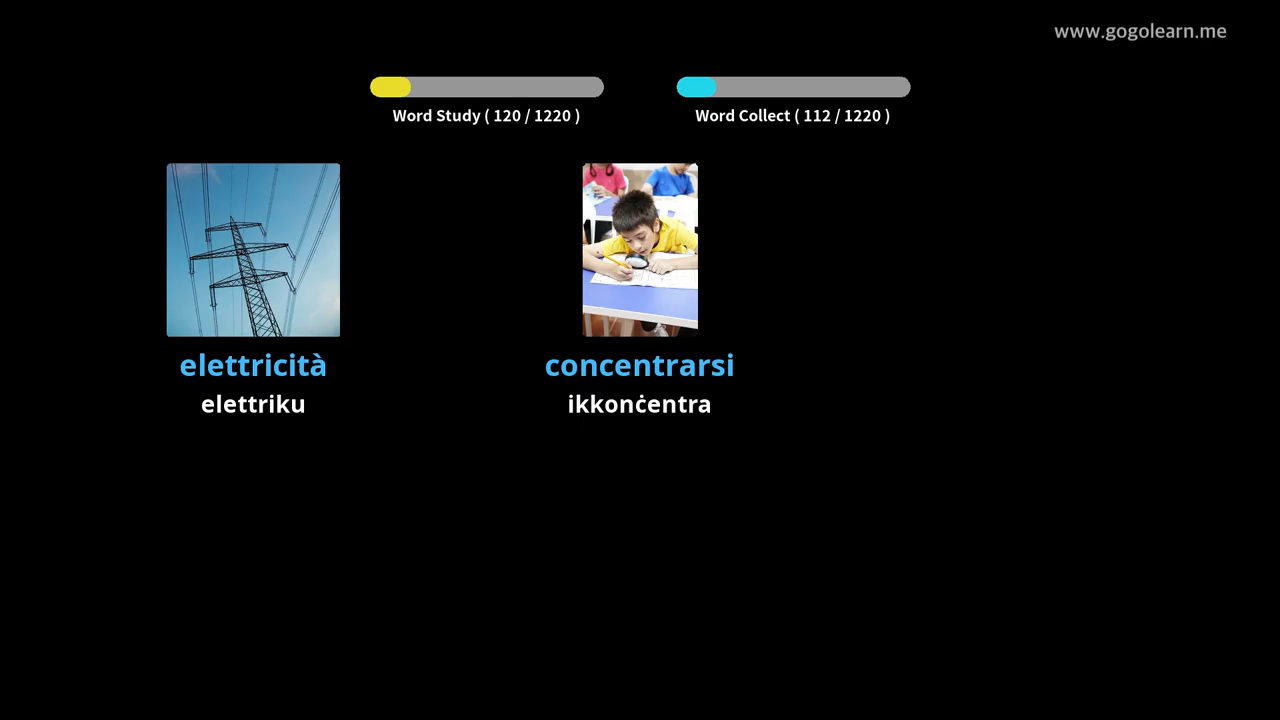 www.gogolearn.me
Word Study ( 120 / 1220 )
Word Collect ( 112 / 1220 )
elettricità
elettriku
concentrarsi
ikkonċentra